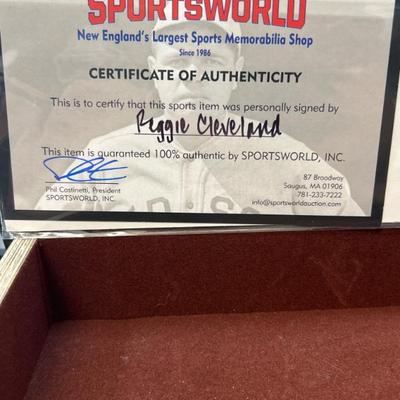 SPORTSWORLD
New England's Largest Sports Memorabilia Shop
Since 1986
CERTIFICATE OF AUTHENTICITY
This is to certify that this sports item was personally signed by
Reggie Cleveland
This item is guaranteed 100% authentic by SPORTSWORLD, INC.
Phil Castinetti, President
SPORTSWORLD, INC.
87 Broadway
Saugus, MA 01906
781-233-7222
info@sportsworldauction.com